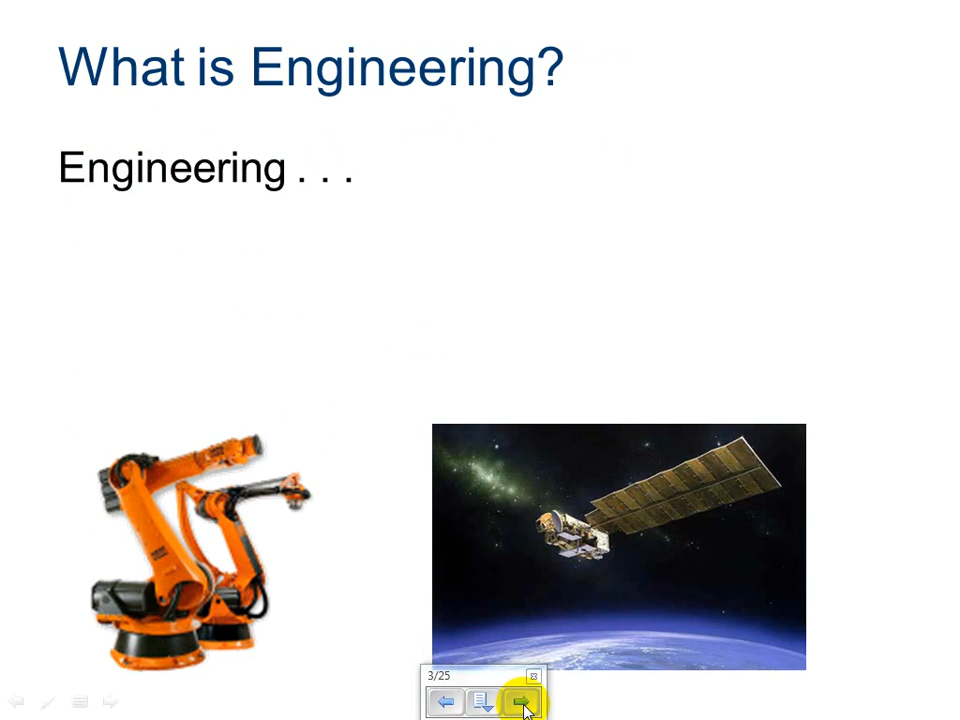 What is Engineering?
Engineering . . .
3/25